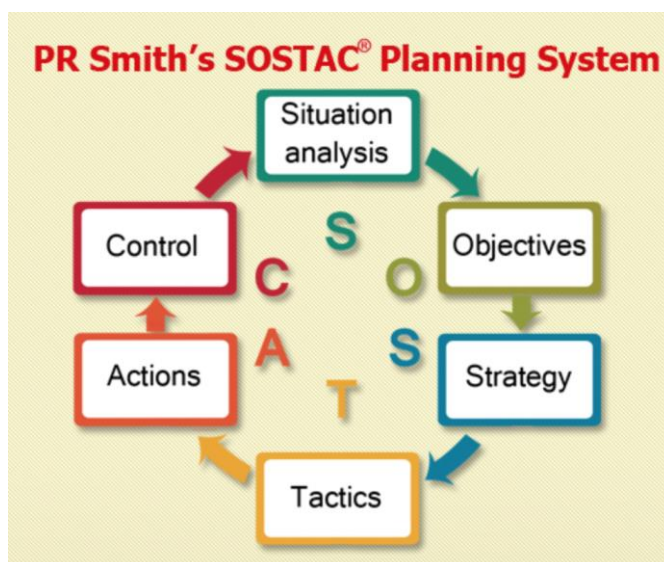 PR Smith's SOSTAC® Planning System
Situation
analysis
Objectives
Strategy
Tactics
Actions
Control
S
O
S
T
A
C